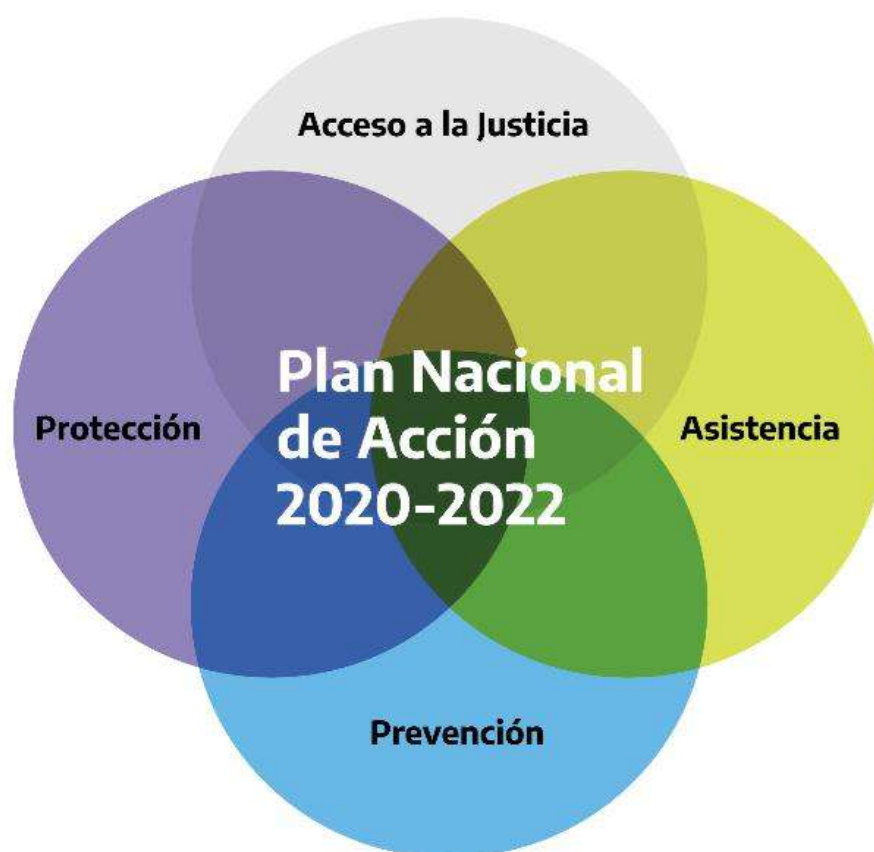 Acceso a la Justicia
Plan Nacional
de Acción
2020-2022
Protección
Asistencia
Prevención